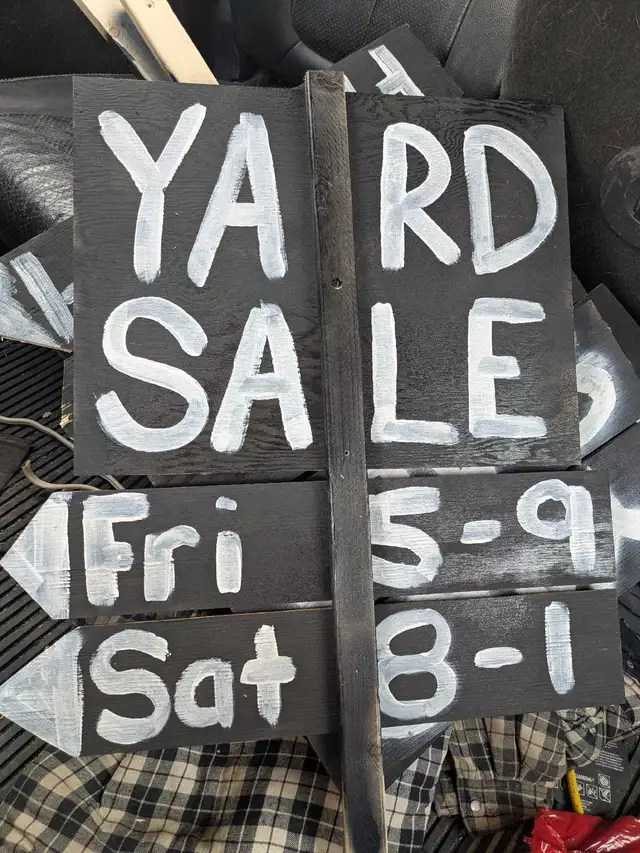 YARD
SALE
Fri 5-9
Sat 8-1